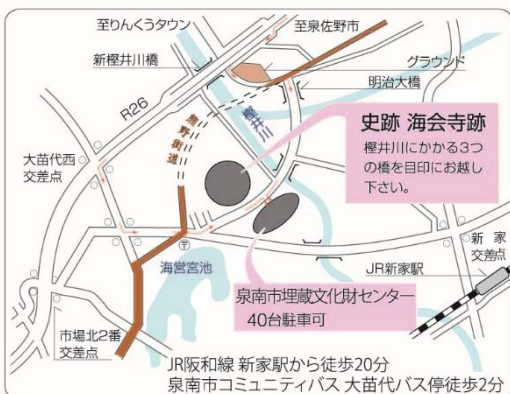 至りんくうタウン
至泉佐野市
新樫井川橋
グラウンド
明治大橋
R26
熊野街道
樫井川
史跡 海会寺跡
樫井川にかかる3つ
の橋を目印にお越し
下さい。
大苗代西
交差点
〒
海営宮池
新家
交差点
JR新家駅
泉南市埋蔵文化財センター
40台駐車可
市場北2番
交差点
JR阪和線 新家駅から徒歩20分
泉南市コミュニティバス 大苗代バス停徒歩2分